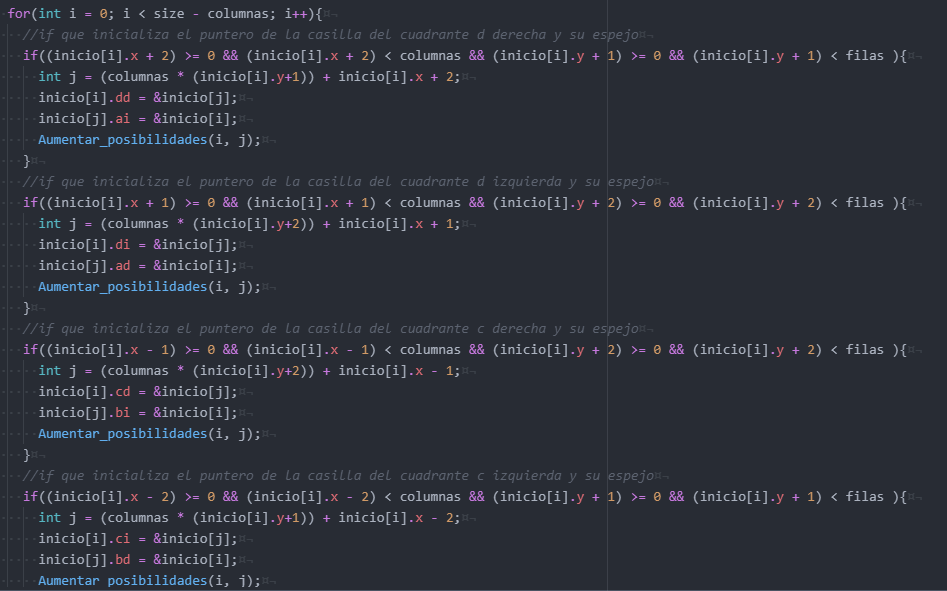 for(int i = 0; i < size - columnas; i++){
//if que inicializa el puntero de la casilla del cuadrante d derecha y su espejo
if((inicio[i].x + 2) >= 0 && (inicio[i].x + 2) < columnas && (inicio[i].y + 1) >= 0 && (inicio[i].y + 1) < filas ){
int j = (columnas * (inicio[i].y+1)) + inicio[i].x + 2;
inicio[i].dd = &inicio[j];
inicio[j].ai = &inicio[i];
Aumentar_posibilidades(i, j);
}
//if que inicializa el puntero de la casilla del cuadrante d izquierda y su espejo
if((inicio[i].x + 1) >= 0 && (inicio[i].x + 1) < columnas && (inicio[i].y + 2) >= 0 && (inicio[i].y + 2) < filas ){
int j = (columnas * (inicio[i].y+2)) + inicio[i].x + 1;
inicio[i].di = &inicio[j];
inicio[j].ad = &inicio[i];
Aumentar_posibilidades(i, j);
}
//if que inicializa el puntero de la casilla del cuadrante c derecha y su espejo
if((inicio[i].x - 1) >= 0 && (inicio[i].x - 1) < columnas && (inicio[i].y + 2) >= 0 && (inicio[i].y + 2) < filas ){
int j = (columnas * (inicio[i].y+2)) + inicio[i].x - 1;
inicio[i].cd = &inicio[j];
inicio[j].bi = &inicio[i];
Aumentar_posibilidades(i, j);
}
//if que inicializa el puntero de la casilla del cuadrante c izquierda y su espejo
if((inicio[i].x - 2) >= 0 && (inicio[i].x - 2) < columnas && (inicio[i].y + 1) >= 0 && (inicio[i].y + 1) < filas ){
int j = (columnas * (inicio[i].y+1)) + inicio[i].x - 2;
inicio[i].ci = &inicio[j];
inicio[j].bd = &inicio[i];
Aumentar_posibilidades(i, j);